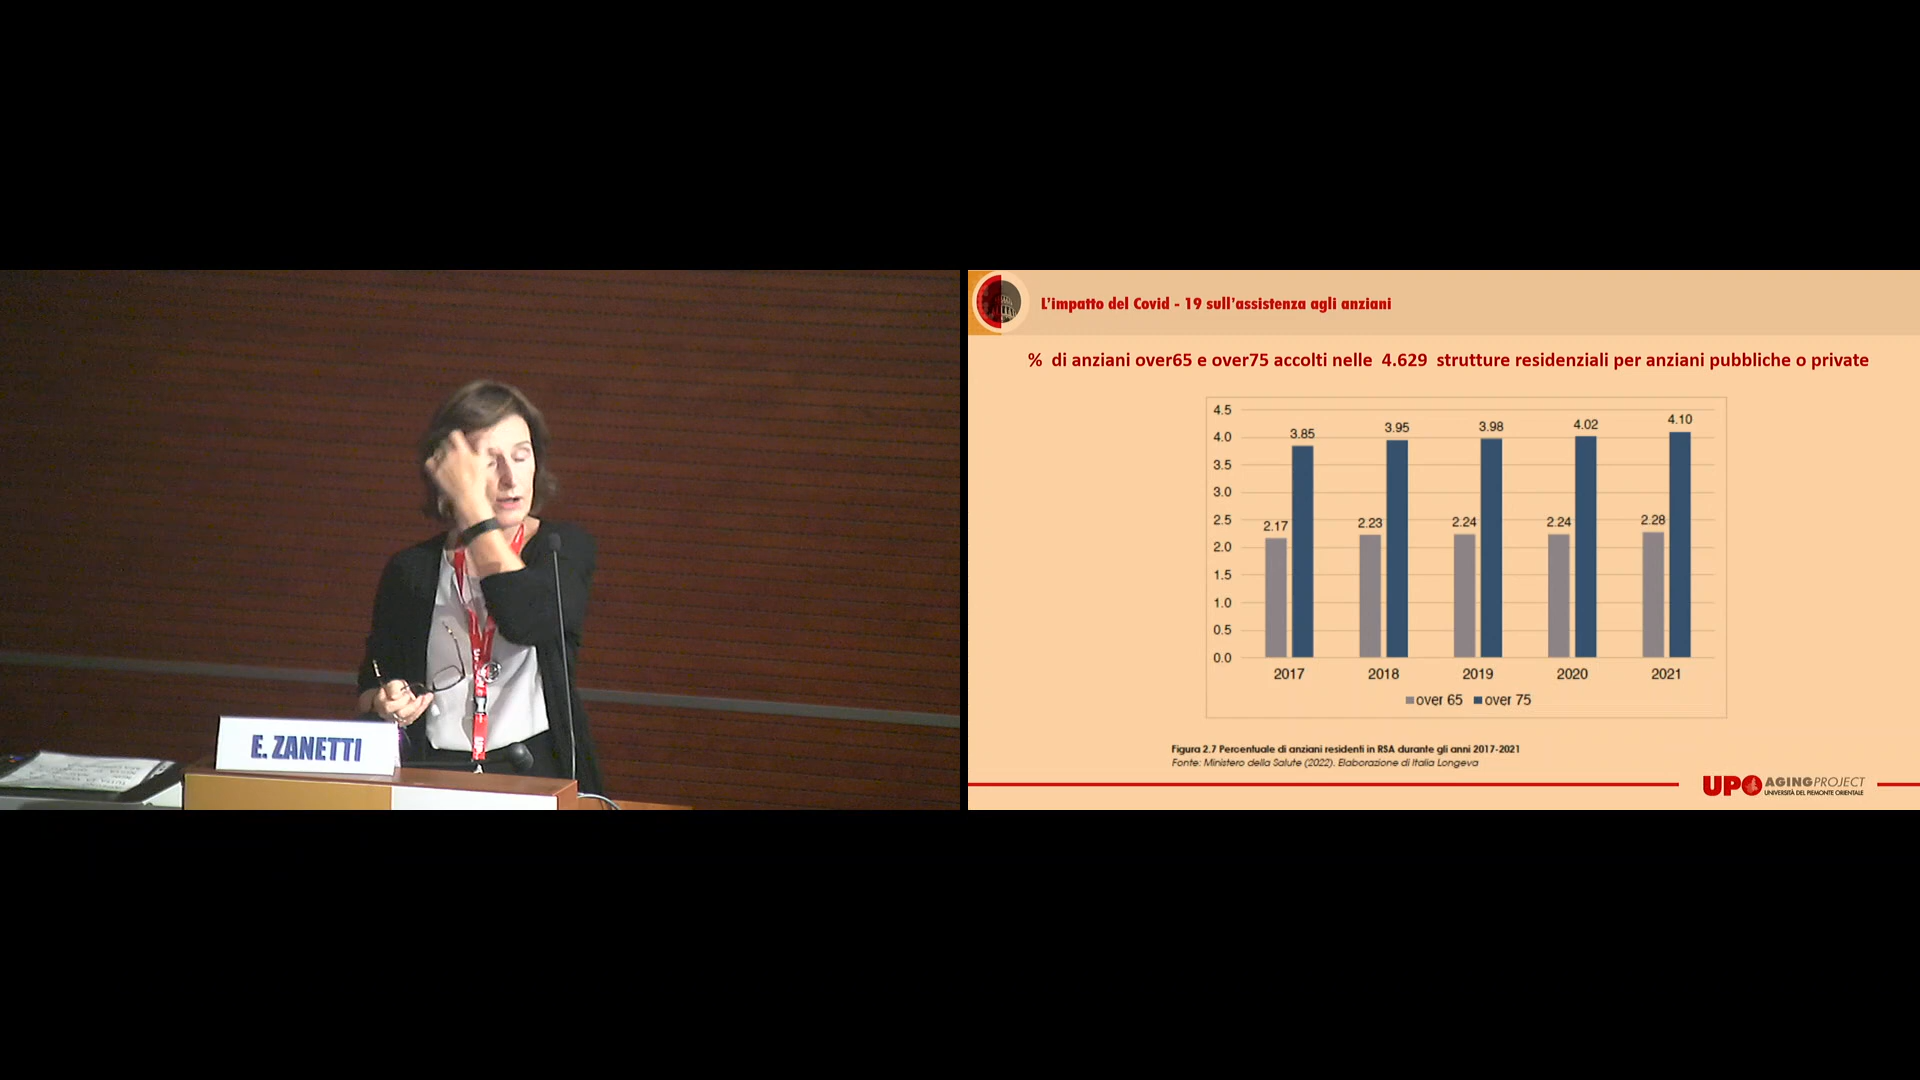 E. ZANETTI
L'impatto del Covid - 19 sull'assistenza agli anziani
% di anziani over65 e over75 accolti nelle 4.629 strutture residenziali per anziani pubbliche o private
4.5
4.0
3.5
3.0
2.5
2.0
1.5
1.0
0.5
0.0
2.17 3.85
2.23 3.95
2.24 3.98
2.24 4.02
2.28 4.10
2017 2018 2019 2020 2021
over 65 over 75
Figura 2.7 Percentuale di anziani residenti in RSA durante gli anni 2017-2021
Fonte: Ministero della Salute (2022). Elaborazione di Italia Longeva
UPO AGINGPROJECT
UNIVERSITÀ DEL PIEMONTE ORIENTALE